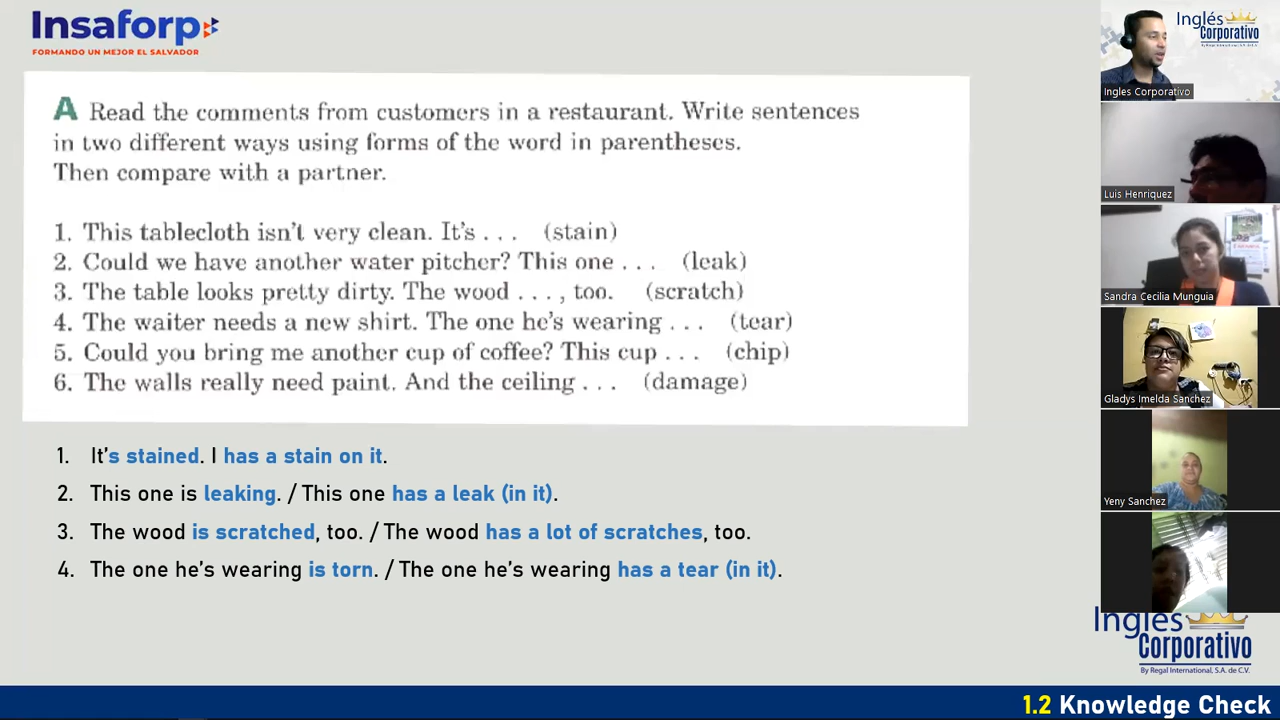 Insaforp
FORMANDO UN MEJOR EL SALVADOR
A Read the comments from customers in a restaurant. Write sentences
in two different ways using forms of the word in parentheses.
Then compare with a partner.
1. This tablecloth isn't very clean. It's . . . (stain)
2. Could we have another water pitcher? This one . . . (leak)
3. The table looks pretty dirty. The wood . . . , too. (scratch)
4. The waiter needs a new shirt. The one he's wearing . . . (tear)
5. Could you bring me another cup of coffee? This cup . . . (chip)
6. The walls really need paint. And the ceiling . . . (damage)
1. It's stained. I has a stain on it.
2. This one is leaking. / This one has a leak (in it).
3. The wood is scratched, too. / The wood has a lot of scratches, too.
4. The one he's wearing is torn. / The one he's wearing has a tear (in it).
Inglés
Corporativo
Ingles Corporativo
Luis Henriquez
Sandra Cecilia Munguia
Gladys Imelda Sanchez
Yeny Sanchez
Inglés
Corporativo
By Regal International, S.A. de C.V.
1.2 Knowledge Check